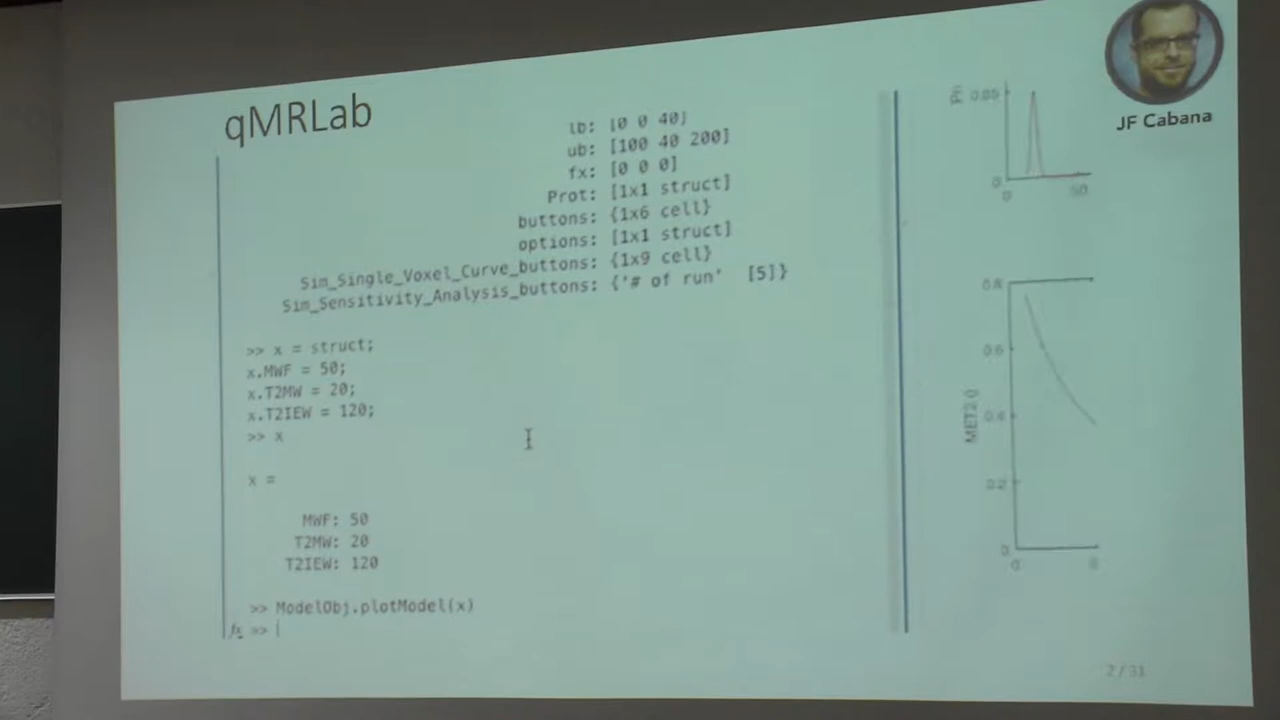 qMRLab
JF Cabana
lb: [0 0 40]
ub: [100 40 200]
fx: [0 0 0]
Prot: [1x1 struct]
buttons: {1x6 cell}
options: [1x1 struct]
Sim_Single_Voxel_Curve_buttons: {1x9 cell}
Sim_Sensitivity_Analysis_buttons: {'# of run' [5]}
>> x = struct;
x.MWF = 50;
x.T2MW = 20;
x.T2IEW = 120;
>> x
x =
MWF: 50
T2MW: 20
T2IEW: 120
>> ModelObj.plotModel(x)
fx >>
0.05
0
0
50
0.8
0.6
0.4
0.2
0
0
2 / 31